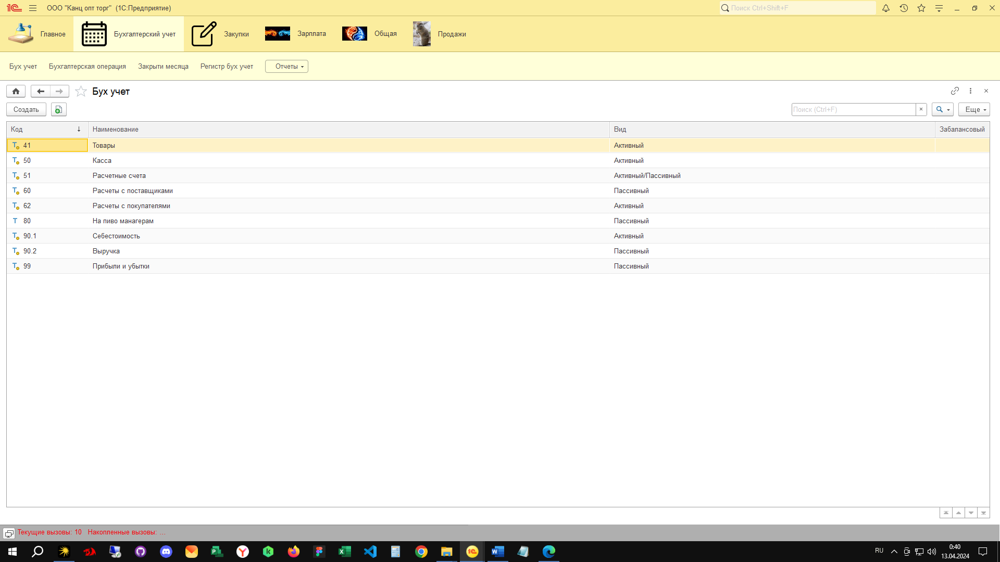 1С ООО "Канц опт торг" (1С:Предприятие) Поиск Ctrl+Shift+F
Главное Бухгалтерский учет Закупки Зарплата Общая Продажи
Бух учет Бухгалтерская операция Закрыти месяца Регистр бух учет Отчеты
Бух учет
Создать Поиск (Ctrl+F) × Еще
Код ↓ Наименование Вид Забалансовый
Т 41 Товары Активный
Т 50 Касса Активный
Т 51 Расчетные счета Активный/Пассивный
Т 60 Расчеты с поставщиками Пассивный
Т 62 Расчеты с покупателями Активный
Т 80 На пиво манагерам Пассивный
Т 90.1 Себестоимость Активный
Т 90.2 Выручка Пассивный
Т 99 Прибыли и убытки Пассивный
Текущие вызовы: 10 Накопленные вызовы: ...
RU 0:40
13.04.2024